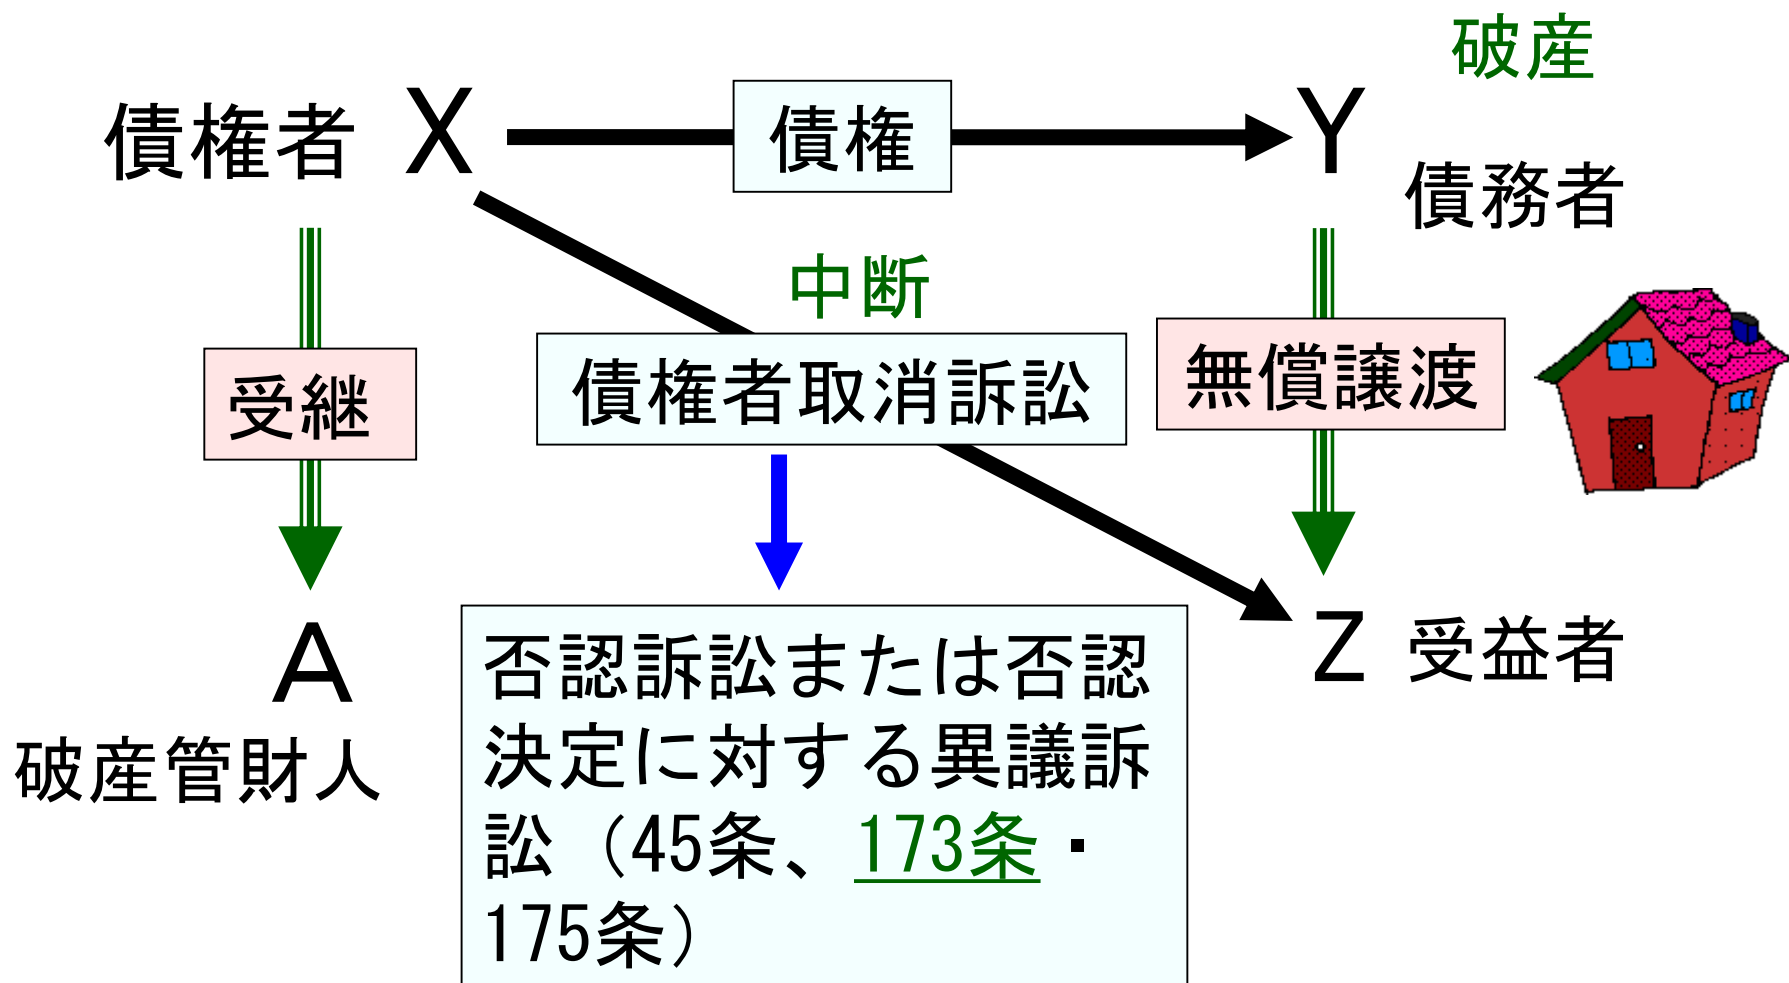 破産
債権者 X
債権
Y
債務者
中断
受継
債権者取消訴訟
無償譲渡
A
破産管財人
Z 受益者
否認訴訟または否認
決定に対する異議訴
訟（45条、173条・
175条）